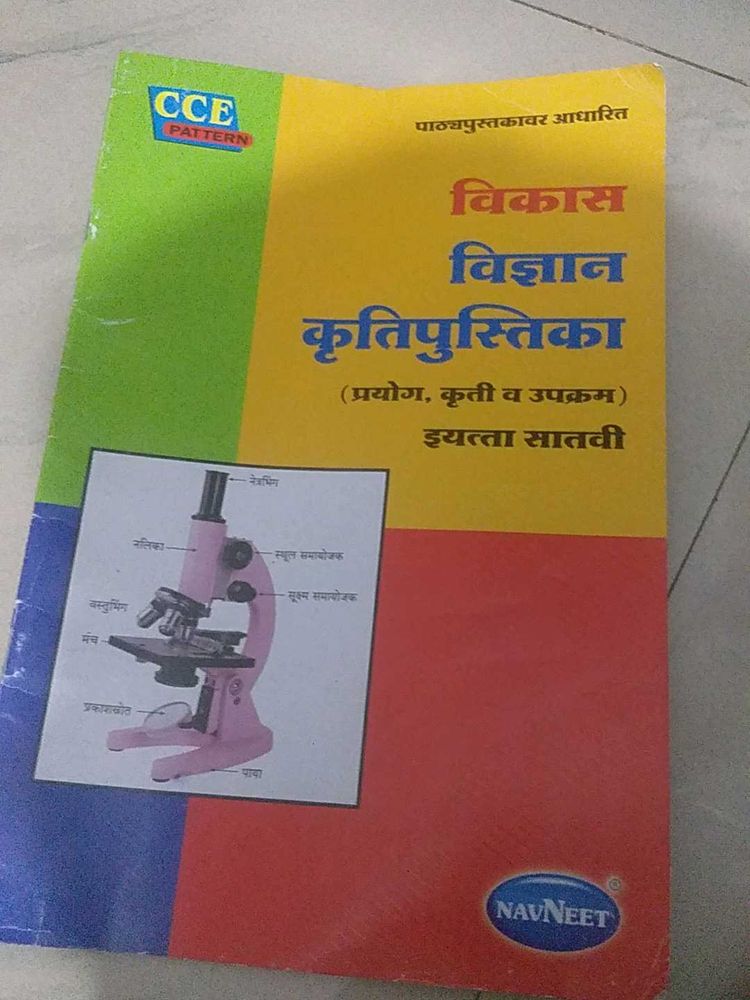 CCE
PATTERN
पाठ्यपुस्तकावर आधारित
विकास
विज्ञान
कृतिपुस्तिका
(प्रयोग, कृती व उपक्रम)
इयत्ता सातवी
नेत्रभिंग
नलिका
स्थूल समायोजक
सूक्ष्म समायोजक
वस्तुभिंग
मंच
प्रकाशस्रोत
पाया
NAVNEET®